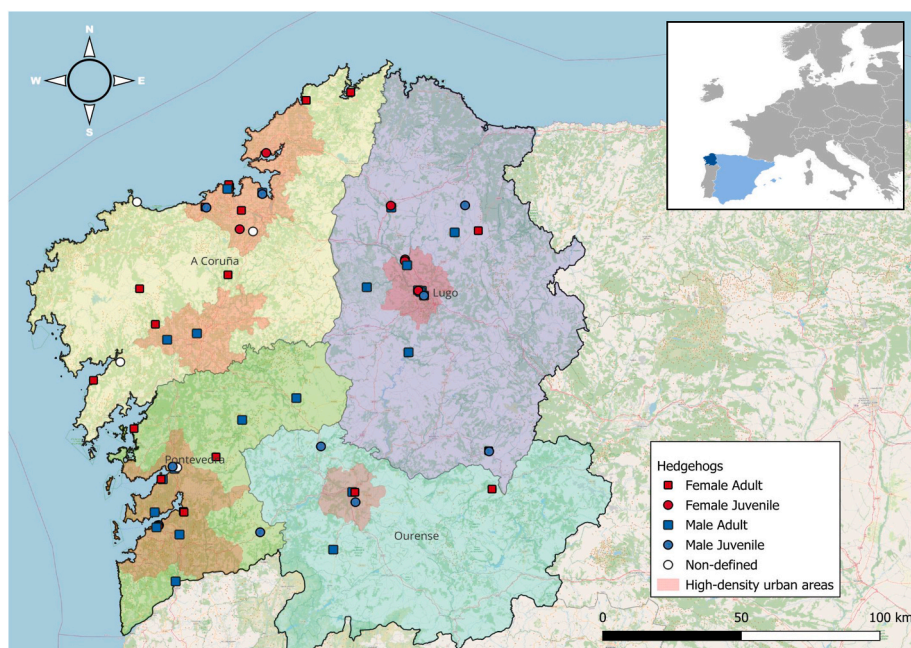 N
W E
S
A Coruña
Lugo
Pontevedra
Ourense
Hedgehogs
Female Adult
Female Juvenile
Male Adult
Male Juvenile
Non-defined
High-density urban areas
0 50 100 km